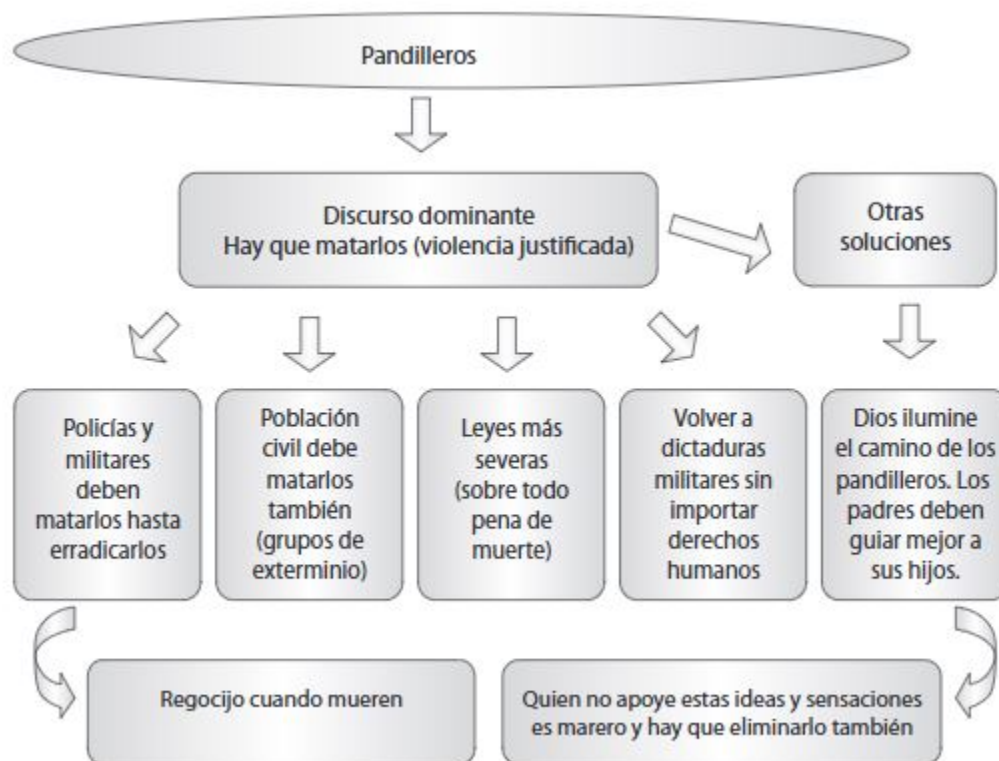 Pandilleros
Discurso dominante
Hay que matarlos (violencia justificada)
Otras
soluciones
Policías y
militares
deben
matarlos hasta
erradicarlos
Población
civil debe
matarlos
también
(grupos de
exterminio)
Leyes más
severas
(sobre todo
pena de
muerte)
Volver a
dictaduras
militares sin
importar
derechos
humanos
Dios ilumine
el camino de los
pandilleros. Los
padres deben
guiar mejor a
sus hijos.
Regocijo cuando mueren
Quien no apoye estas ideas y sensaciones
es marero y hay que eliminarlo también